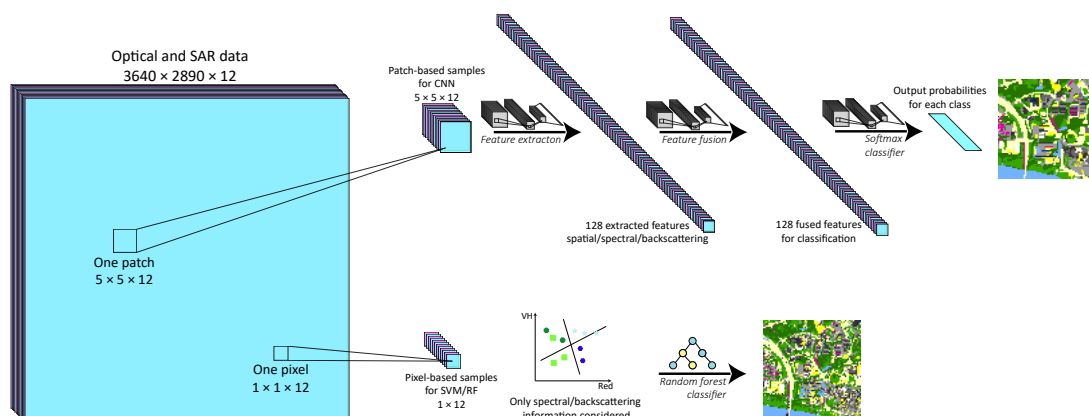 Optical and SAR data
3640 × 2890 × 12
One patch
5 × 5 × 12
One pixel
1 × 1 × 12
Patch-based samples
for CNN
5 × 5 × 12
Feature extracton
128 extracted features
spatial/spectral/backscattering
Feature fusion
128 fused features
for classification
Softmax
classifier
Output probabilities
for each class
Pixel-based samples
for SVM/RF
1 × 12
VH
Red
Only spectral/backscattering
information considered
Random forest
classifier